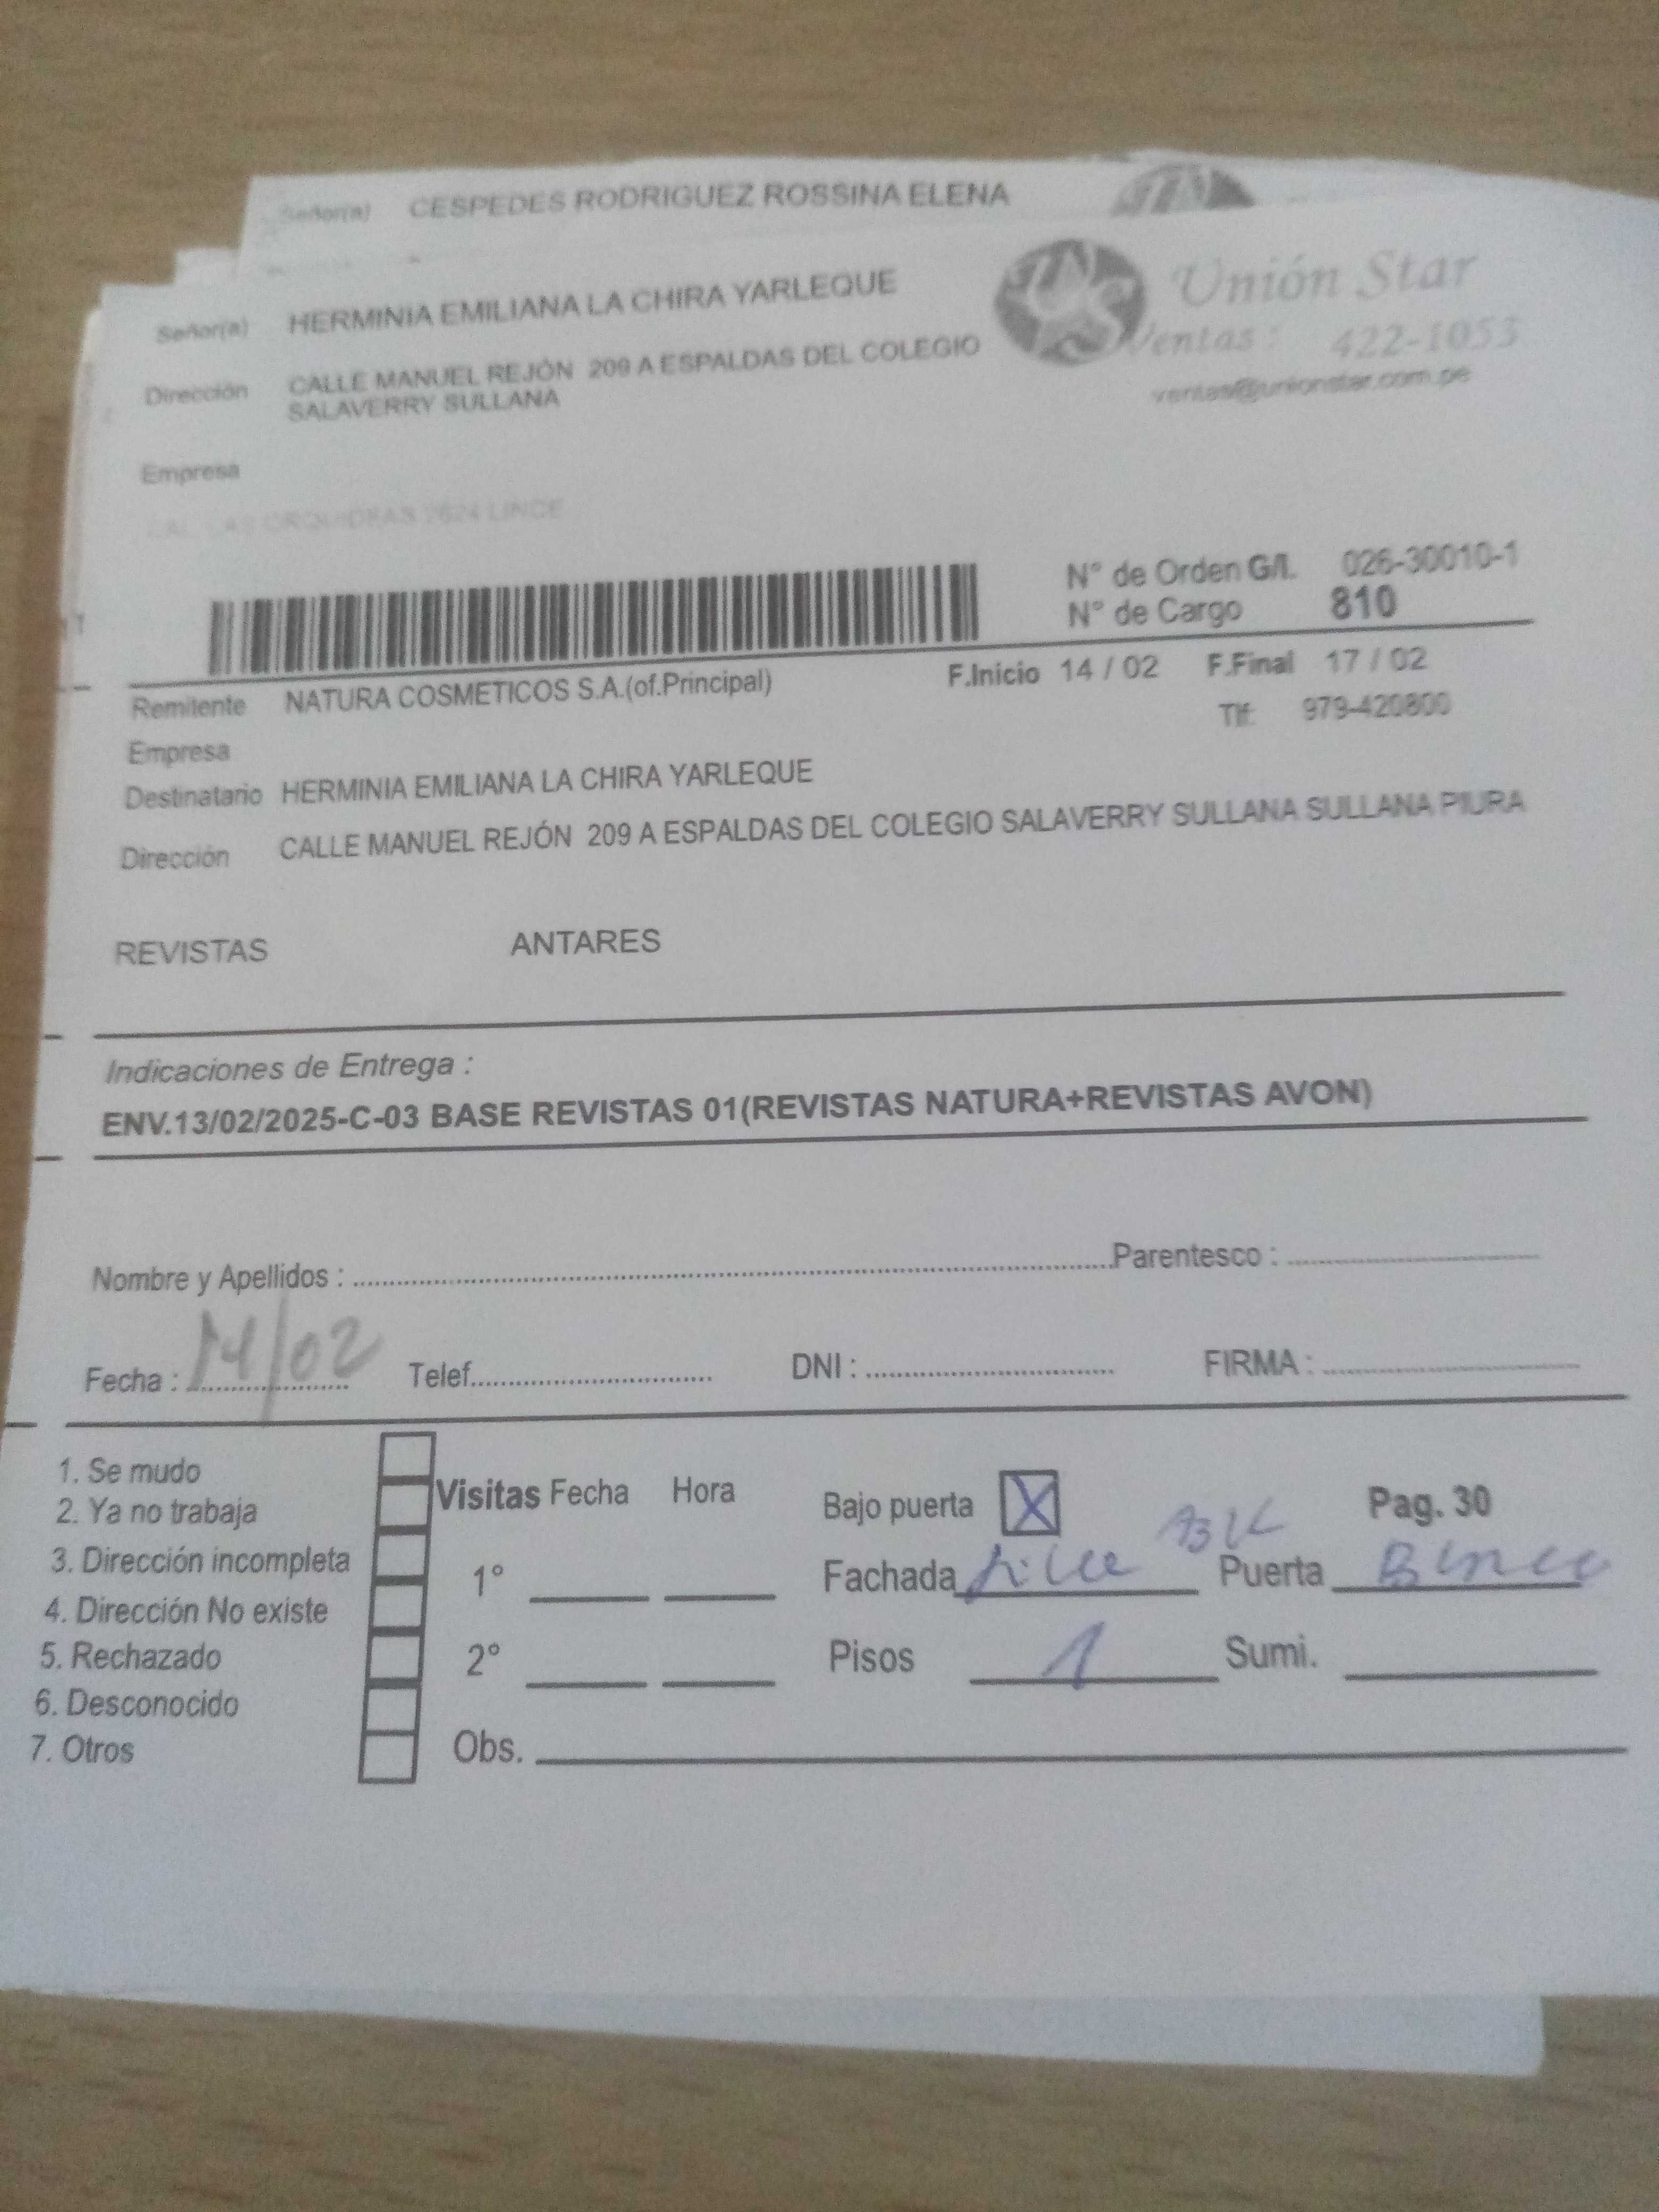 Señor(a) CESPEDES RODRIGUEZ ROSSINA ELENA
Señor(a) HERMINIA EMILIANA LA CHIRA YARLEQUE
Unión Star
Ventas : 422-1053
ventas@unionstar.com.pe
Dirección CALLE MANUEL REJÓN 209 A ESPALDAS DEL COLEGIO
SALAVERRY SULLANA
Empresa
CAL LAS ORQUIDEAS 2624 LINCE
N° de Orden G/I. 026-30010-1
N° de Cargo 810
Remitente NATURA COSMETICOS S.A.(of.Principal) F.Inicio 14 / 02 F.Final 17 / 02
Tlf: 979-420800
Empresa
Destinatario HERMINIA EMILIANA LA CHIRA YARLEQUE
Dirección CALLE MANUEL REJÓN 209 A ESPALDAS DEL COLEGIO SALAVERRY SULLANA SULLANA PIURA
REVISTAS ANTARES
Indicaciones de Entrega :
ENV.13/02/2025-C-03 BASE REVISTAS 01(REVISTAS NATURA+REVISTAS AVON)
Nombre y Apellidos : Parentesco :
Fecha : 14/02 Telef. DNI : FIRMA :
1. Se mudo
2. Ya no trabaja
3. Dirección incompleta
4. Dirección No existe
5. Rechazado
6. Desconocido
7. Otros
Visitas Fecha Hora
1°
2°
Obs.
Bajo puerta X Pag. 30
Fachada Puerta
Pisos 1 Sumi.